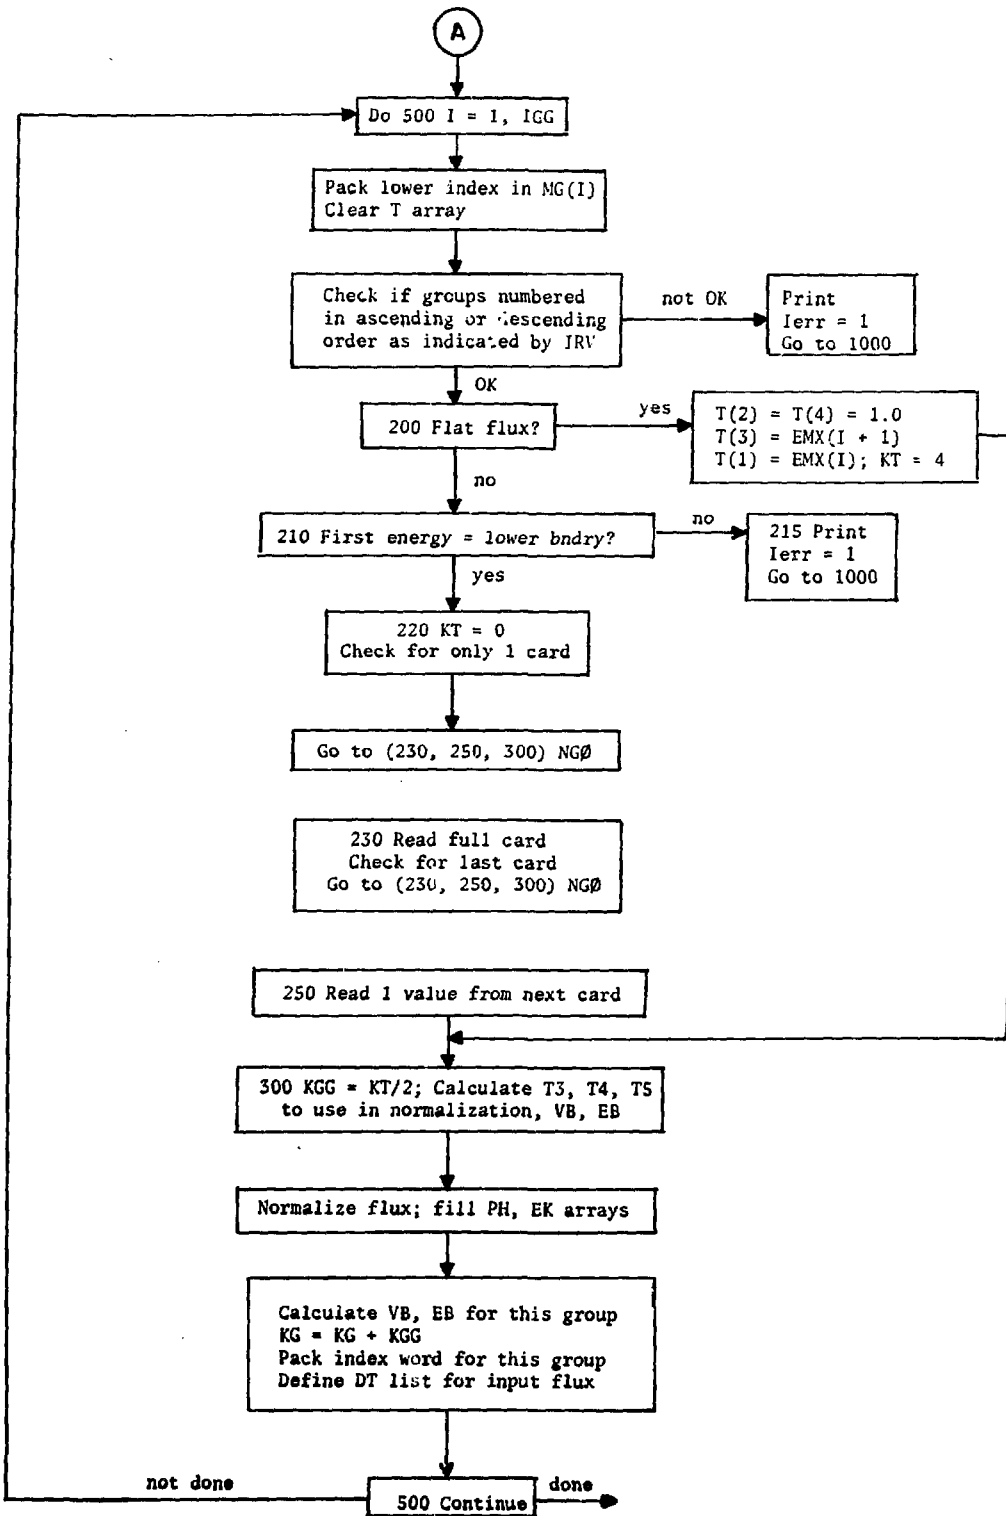 A
Do 500 I = 1, IGG
Pack lower index in MG(I)
Clear T array
Check if groups numbered
in ascending or descending
order as indicated by IRV
not OK
Print
Ierr = 1
Go to 1000
OK
200 Flat flux?
yes
T(2) = T(4) = 1.0
T(3) = EMX(I + 1)
T(1) = EMX(I); KT = 4
no
210 First energy = lower bndry?
no
215 Print
Ierr = 1
Go to 1000
yes
220 KT = 0
Check for only 1 card
Go to (230, 250, 300) NGØ
230 Read full card
Check for last card
Go to (230, 250, 300) NGØ
250 Read 1 value from next card
300 KGG = KT/2; Calculate T3, T4, T5
to use in normalization, VB, EB
Normalize flux; fill PH, EK arrays
Calculate VB, EB for this group
KG = KG + KGG
Pack index word for this group
Define DT list for input flux
not done
500 Continue
done